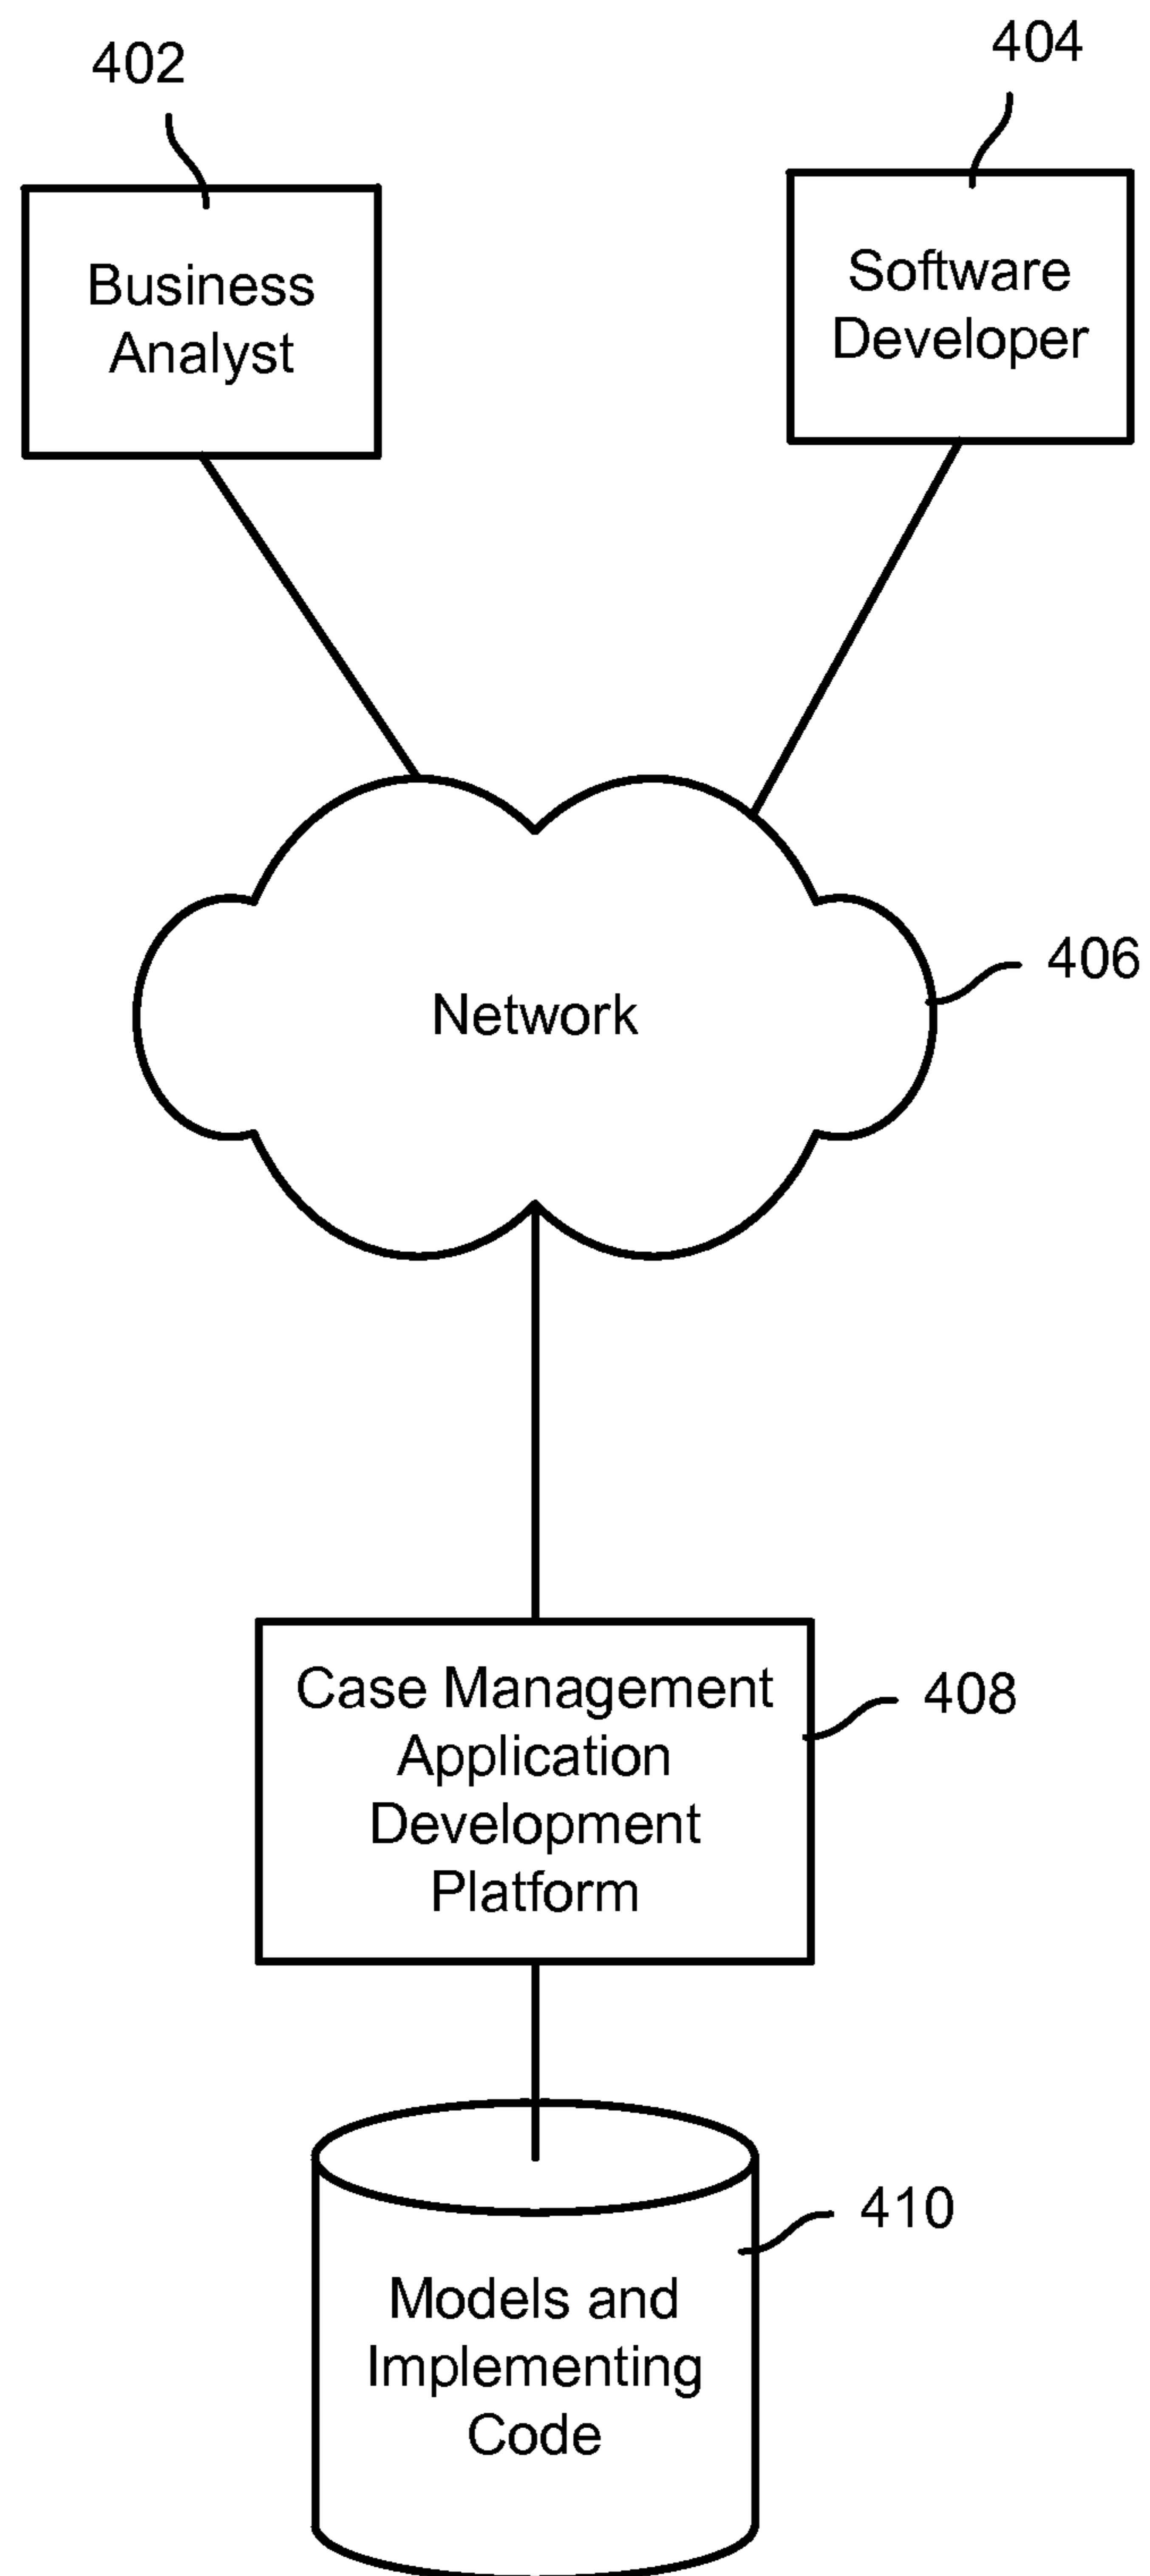 402
404
Business
Analyst
Software
Developer
Network
406
Case Management
Application
Development
Platform
408
410
Models and
Implementing
Code